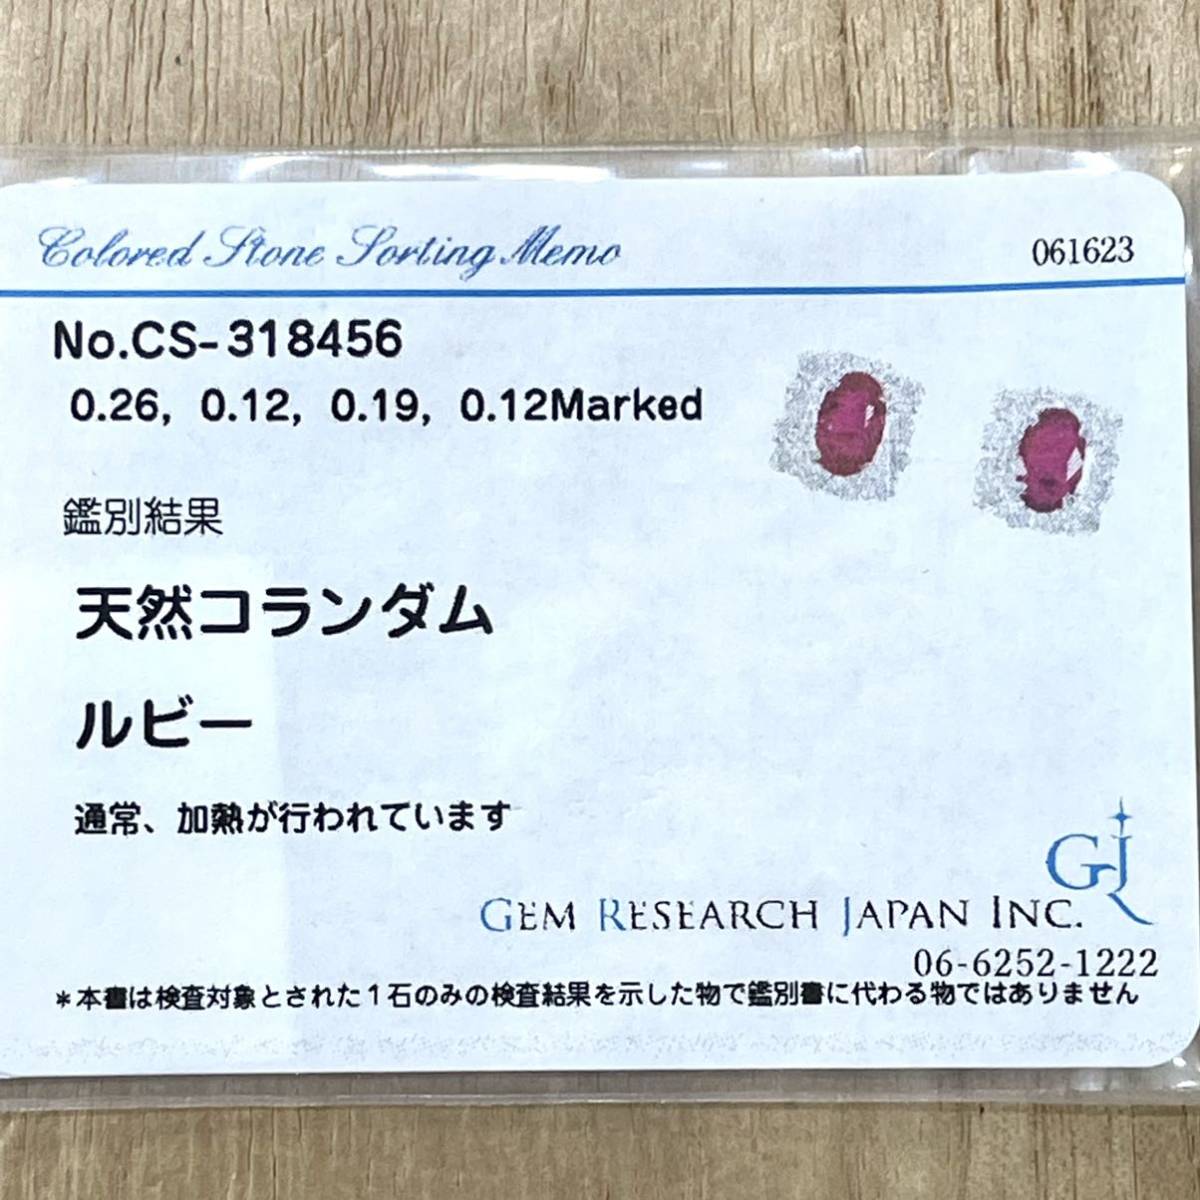 Colored Stone Sorting Memo 061623
No.CS-318456
0.26, 0.12, 0.19, 0.12Marked
鑑別結果
天然コランダム
ルビー
通常、加熱が行われています
GJ
GEM RESEARCH JAPAN INC.
06-6252-1222
*本書は検査対象とされた1石のみの検査結果を示した物で鑑別書に代わる物ではありません